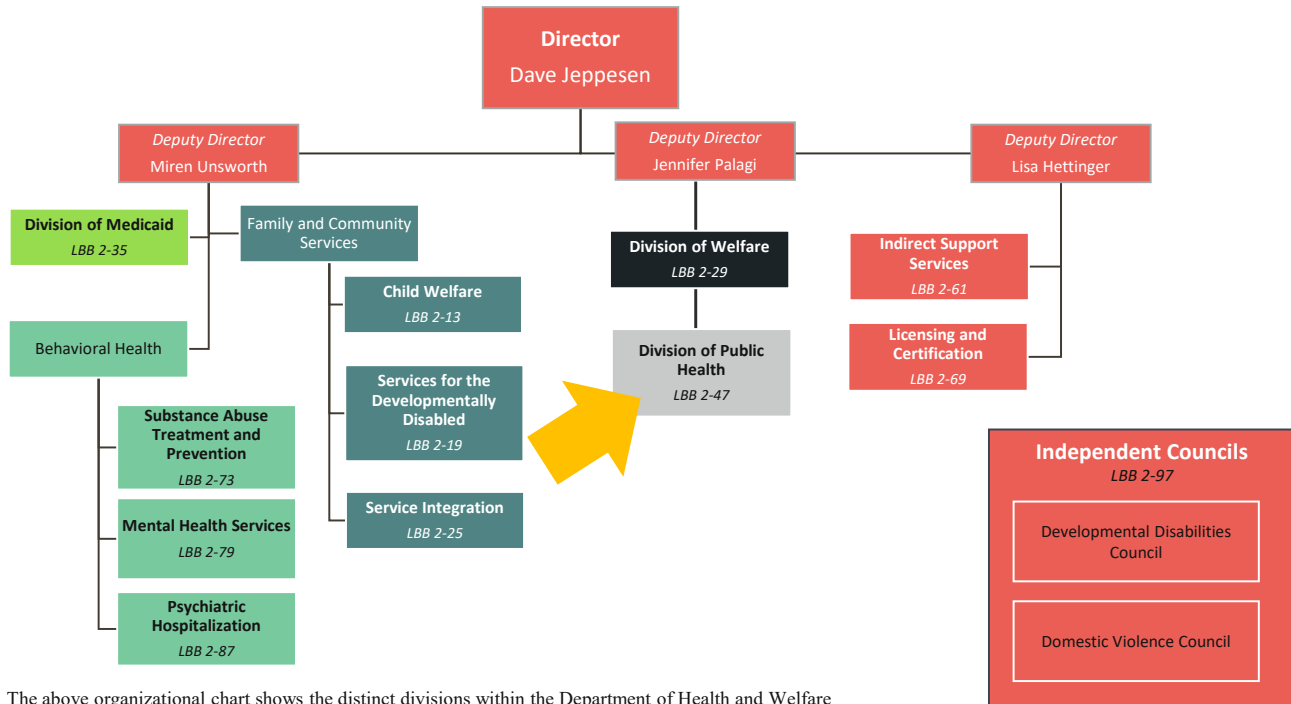 Director
Dave Jeppesen
Deputy Director
Miren Unsworth
Deputy Director
Jennifer Palagi
Deputy Director
Lisa Hettinger
Division of Medicaid
LBB 2-35
Family and Community
Services
Division of Welfare
LBB 2-29
Indirect Support
Services
LBB 2-61
Child Welfare
LBB 2-13
Behavioral Health
Division of Public
Health
LBB 2-47
Licensing and
Certification
LBB 2-69
Services for the
Developmentally
Disabled
LBB 2-19
Substance Abuse
Treatment and
Prevention
LBB 2-73
Service Integration
LBB 2-25
Mental Health Services
LBB 2-79
Psychiatric
Hospitalization
LBB 2-87
Independent Councils
LBB 2-97
Developmental Disabilities
Council
Domestic Violence Council
The above organizational chart shows the distinct divisions within the Department of Health and Welfare